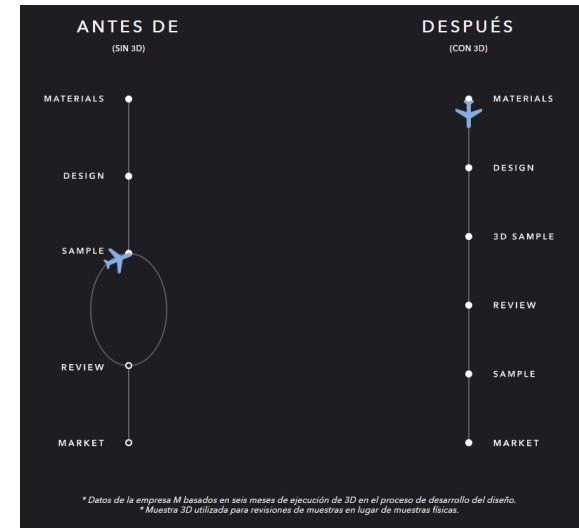 ANTES DE
(SIN 3D)
MATERIALS
DESIGN
SAMPLE
REVIEW
MARKET
DESPUÉS
(CON 3D)
MATERIALS
DESIGN
3D SAMPLE
REVIEW
SAMPLE
MARKET
* Datos de la empresa M basados en seis meses de ejecución de 3D en el proceso de desarrollo del diseño.
* Muestra 3D utilizada para revisiones de muestras en lugar de muestras físicas.